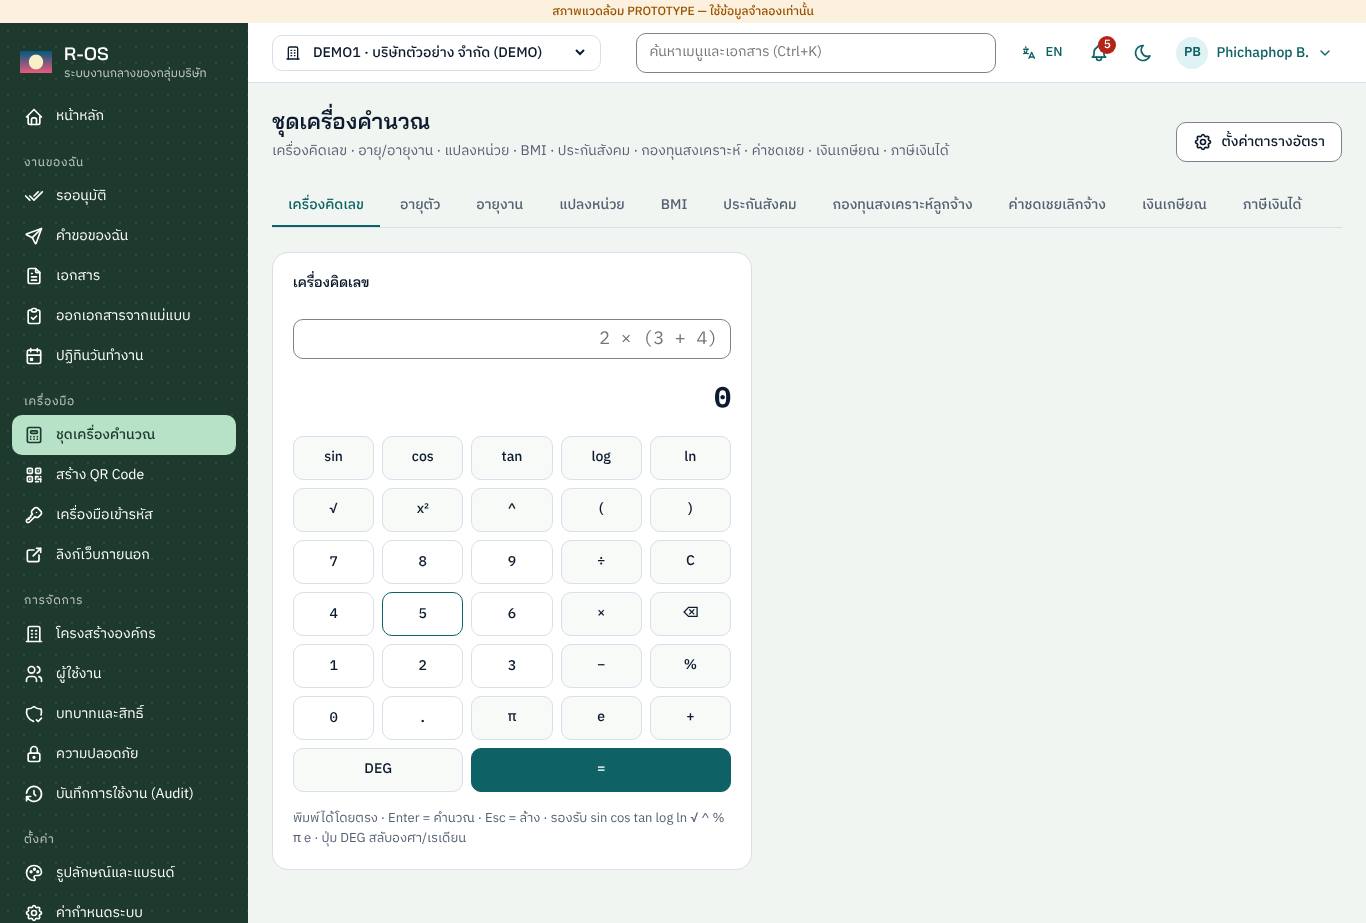 สภาพแวดล้อม PROTOTYPE — ใช้ข้อมูลจำลองเท่านั้น
R-OS
ระบบงานกลางของกลุ่มบริษัท
DEMO1 · บริษัทตัวอย่าง จำกัด (DEMO)
ค้นหาเมนูและเอกสาร (Ctrl+K)
EN
5
PB
Phichaphop B.
หน้าหลัก
งานของฉัน
รออนุมัติ
คำขอของฉัน
เอกสาร
ออกเอกสารจากแม่แบบ
ปฏิทินวันทำงาน
เครื่องมือ
ชุดเครื่องคำนวณ
สร้าง QR Code
เครื่องมือเข้ารหัส
ลิงก์เว็บภายนอก
การจัดการ
โครงสร้างองค์กร
ผู้ใช้งาน
บทบาทและสิทธิ์
ความปลอดภัย
บันทึกการใช้งาน (Audit)
ตั้งค่า
รูปลักษณ์และแบรนด์
ค่ากำหนดระบบ
ชุดเครื่องคำนวณ
เครื่องคิดเลข · อายุ/อายุงาน · แปลงหน่วย · BMI · ประกันสังคม · กองทุนสงเคราะห์ · ค่าชดเชย · เงินเกษียณ · ภาษีเงินได้
ตั้งค่าตารางอัตรา
เครื่องคิดเลข อายุตัว อายุงาน แปลงหน่วย BMI ประกันสังคม กองทุนสงเคราะห์ลูกจ้าง ค่าชดเชยเลิกจ้าง เงินเกษียณ ภาษีเงินได้
เครื่องคิดเลข
2 × (3 + 4)
0
sin cos tan log ln
√ x² ^ ( )
7 8 9 ÷ C
4 5 6 × ⌫
1 2 3 − %
0 . π e +
DEG =
พิมพ์ได้โดยตรง · Enter = คำนวณ · Esc = ล้าง · รองรับ sin cos tan log ln √ ^ %
π e · ปุ่ม DEG สลับองศา/เรเดียน